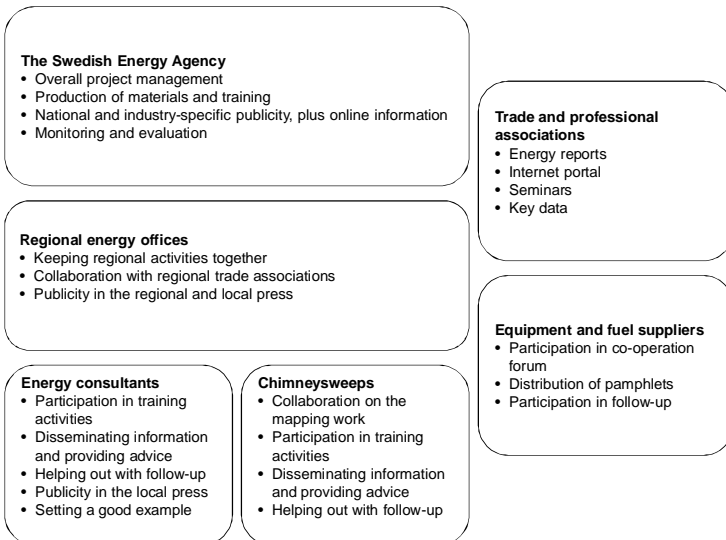 The Swedish Energy Agency
• Overall project management
• Production of materials and training
• National and industry-specific publicity, plus online information
• Monitoring and evaluation
Trade and professional
associations
• Energy reports
• Internet portal
• Seminars
• Key data
Regional energy offices
• Keeping regional activities together
• Collaboration with regional trade associations
• Publicity in the regional and local press
Equipment and fuel suppliers
• Participation in co-operation
forum
• Distribution of pamphlets
• Participation in follow-up
Energy consultants
• Participation in training
activities
• Disseminating information
and providing advice
• Helping out with follow-up
• Publicity in the local press
• Setting a good example
Chimneysweeps
• Collaboration on the
mapping work
• Participation in training
activities
• Disseminating information
and providing advice
• Helping out with follow-up